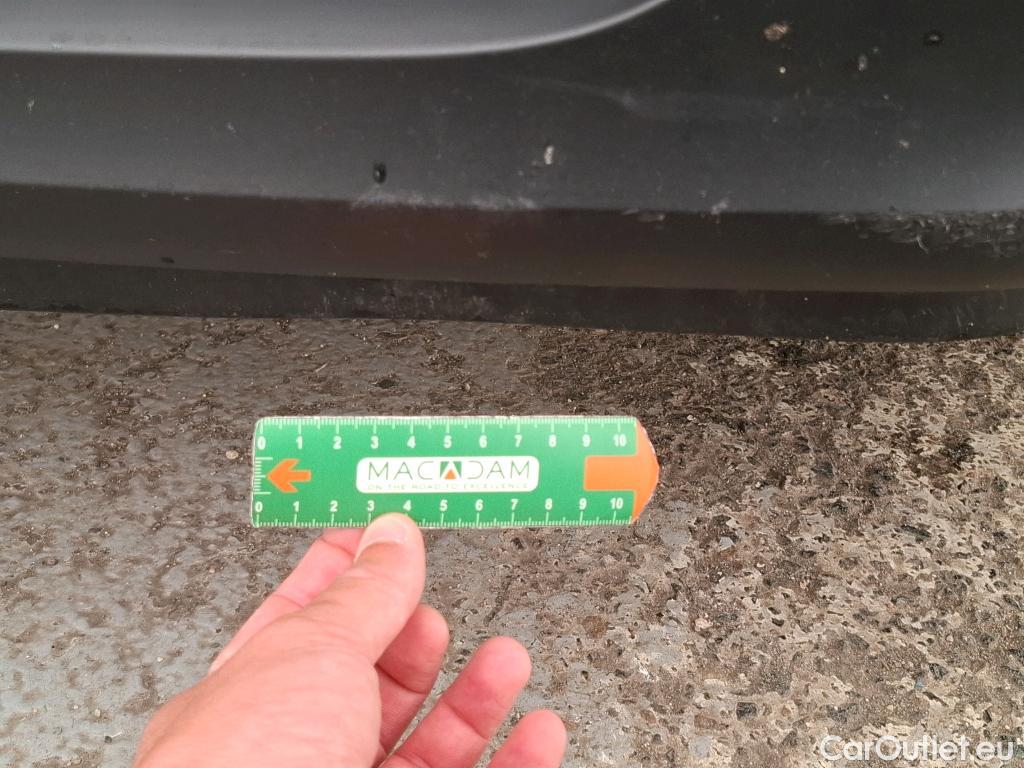 0 1 2 3 4 5 6 7 8 9 10
MACADAM
ON THE ROAD TO EXCELLENCE
0 1 2 3 4 5 6 7 8 9 10
CarOutlet.eu